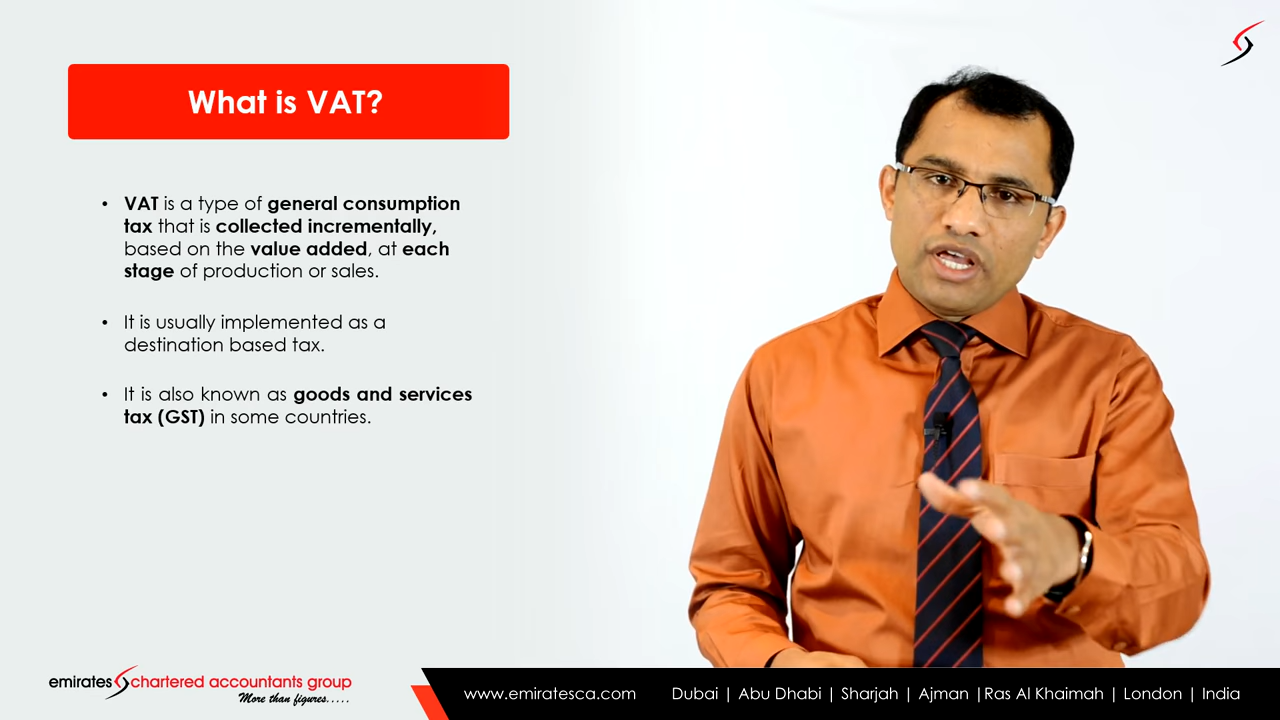 What is VAT?
• VAT is a type of general consumption
tax that is collected incrementally,
based on the value added, at each
stage of production or sales.
• It is usually implemented as a
destination based tax.
• It is also known as goods and services
tax (GST) in some countries.
emirates chartered accountants group
More than figures.....
www.emiratesca.com Dubai | Abu Dhabi | Sharjah | Ajman |Ras Al Khaimah | London | India